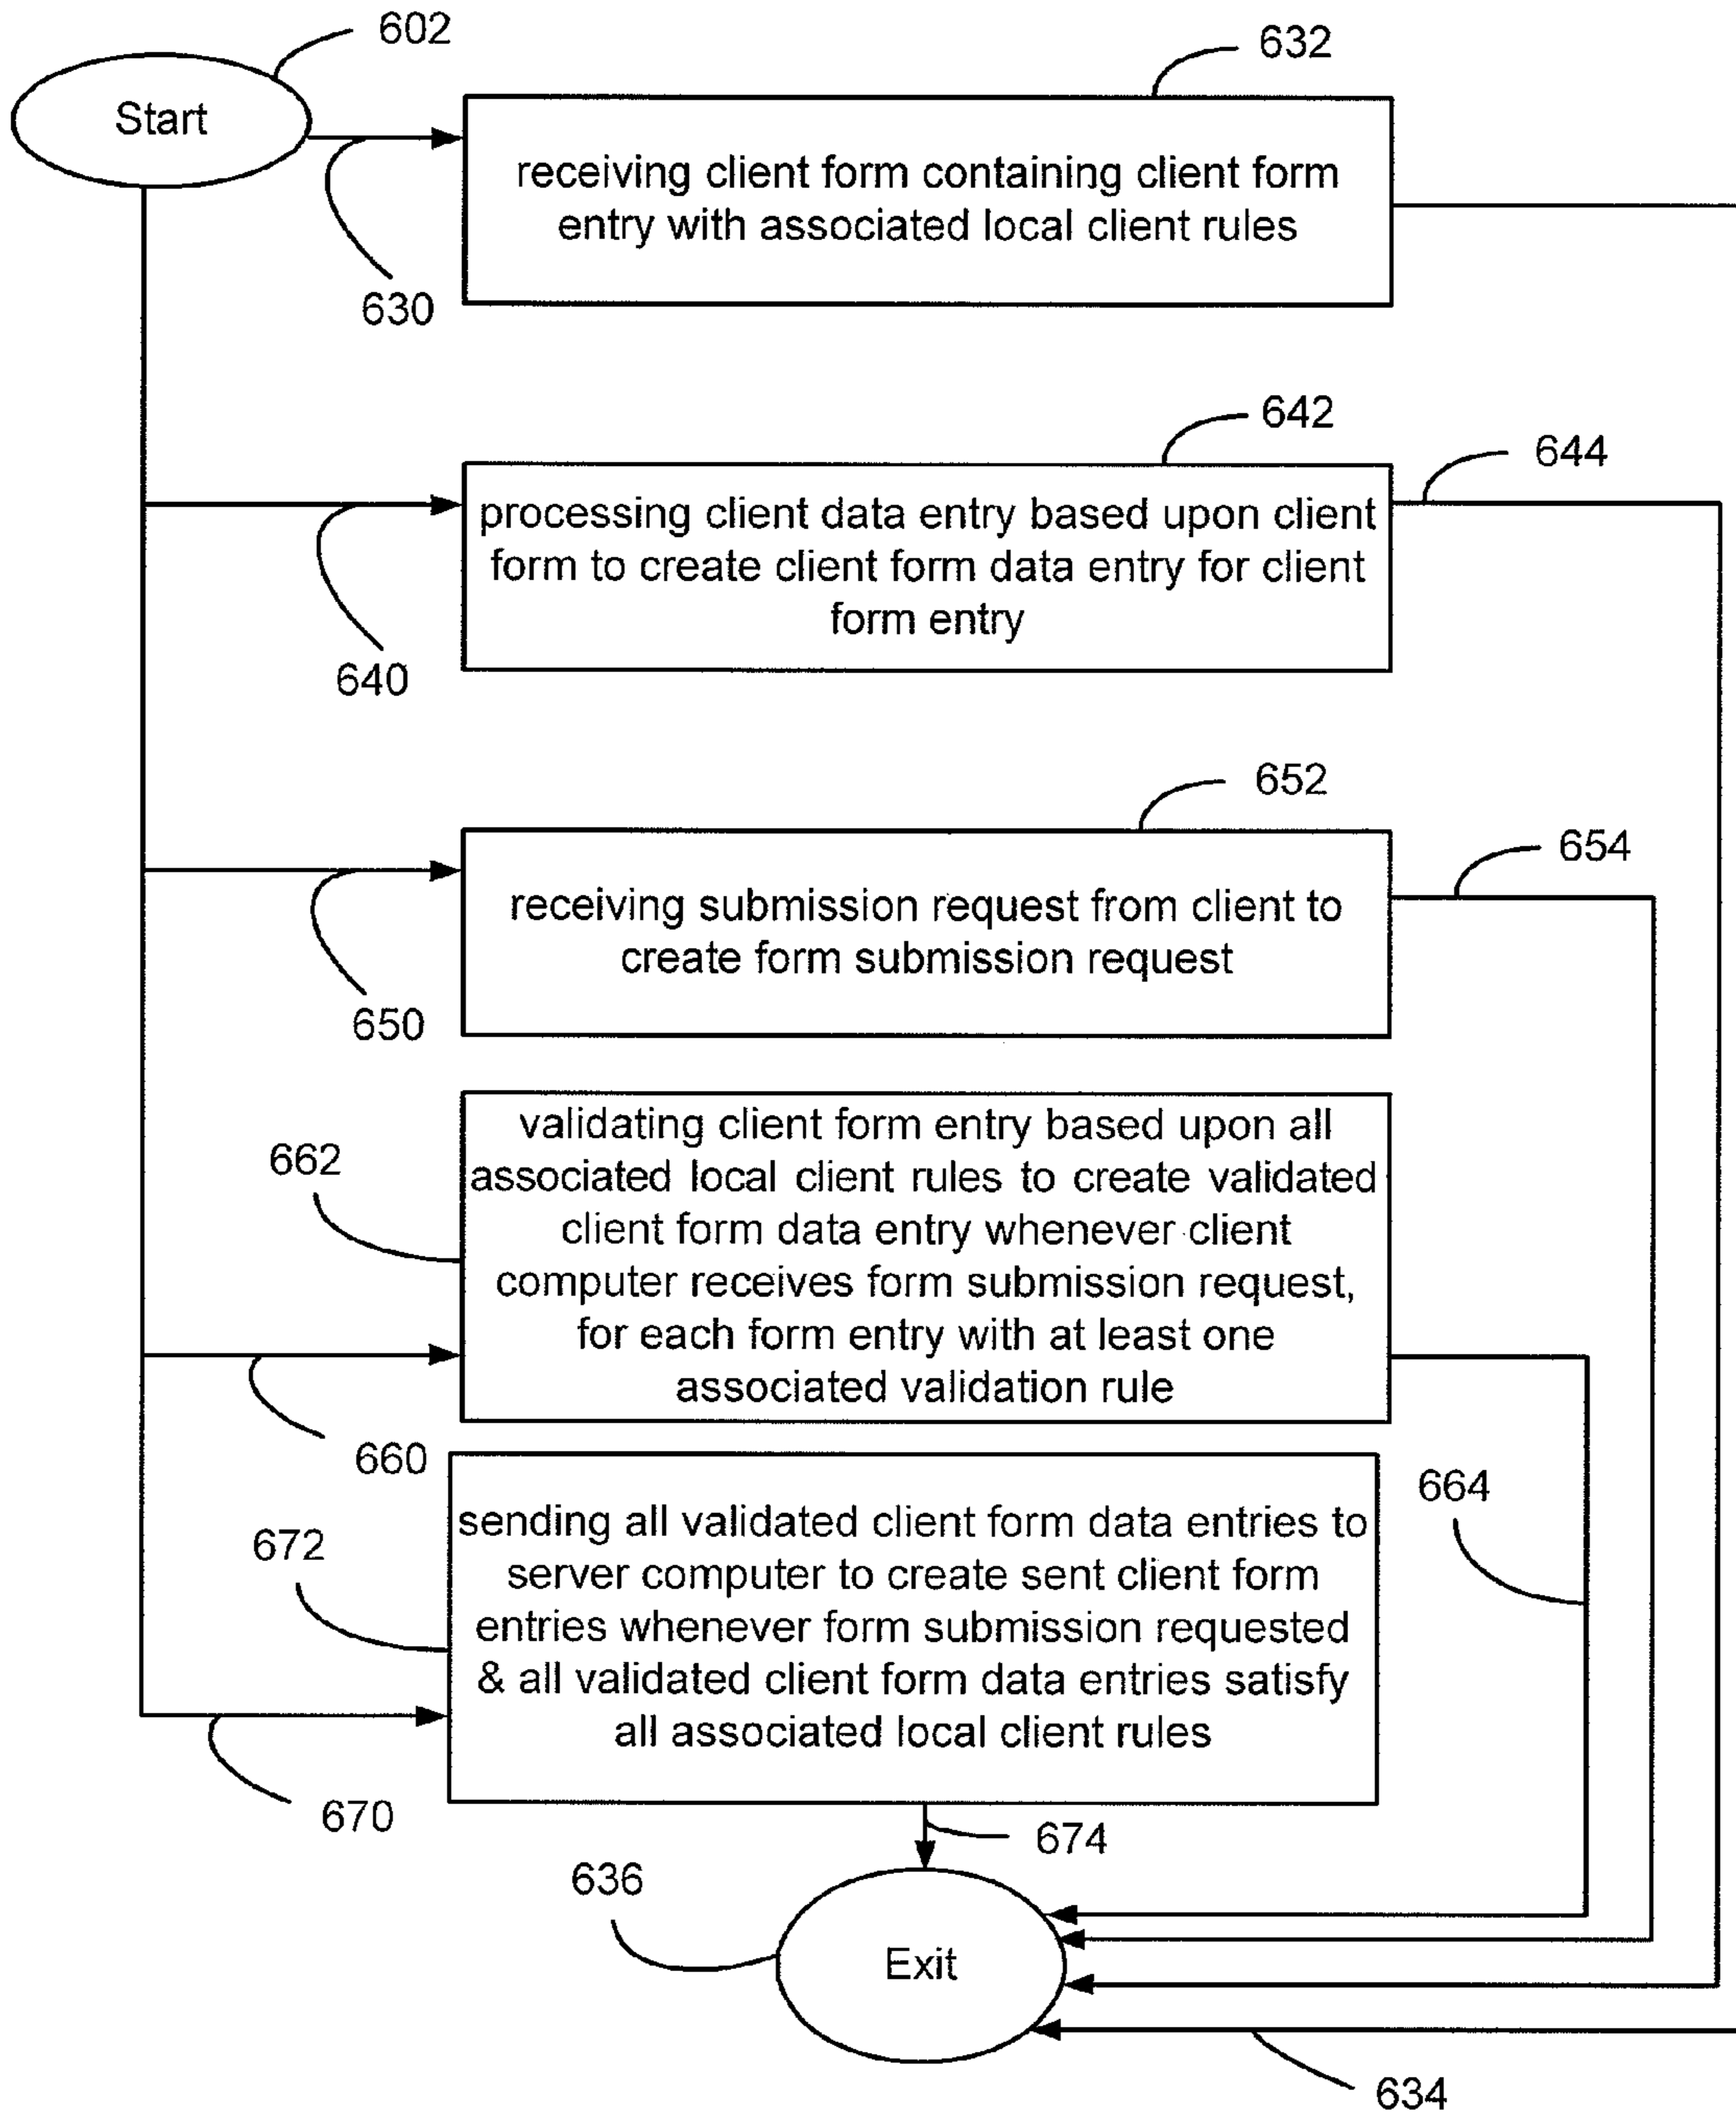 602
632
Start
receiving client form containing client form
entry with associated local client rules
630
642
644
processing client data entry based upon client
form to create client form data entry for client
form entry
640
652
654
receiving submission request from client to
create form submission request
650
validating client form entry based upon all
associated local client rules to create validated
client form data entry whenever client
computer receives form submission request,
for each form entry with at least one
associated validation rule
662
660
664
sending all validated client form data entries to
server computer to create sent client form
entries whenever form submission requested
& all validated client form data entries satisfy
all associated local client rules
672
670
674
636
Exit
634